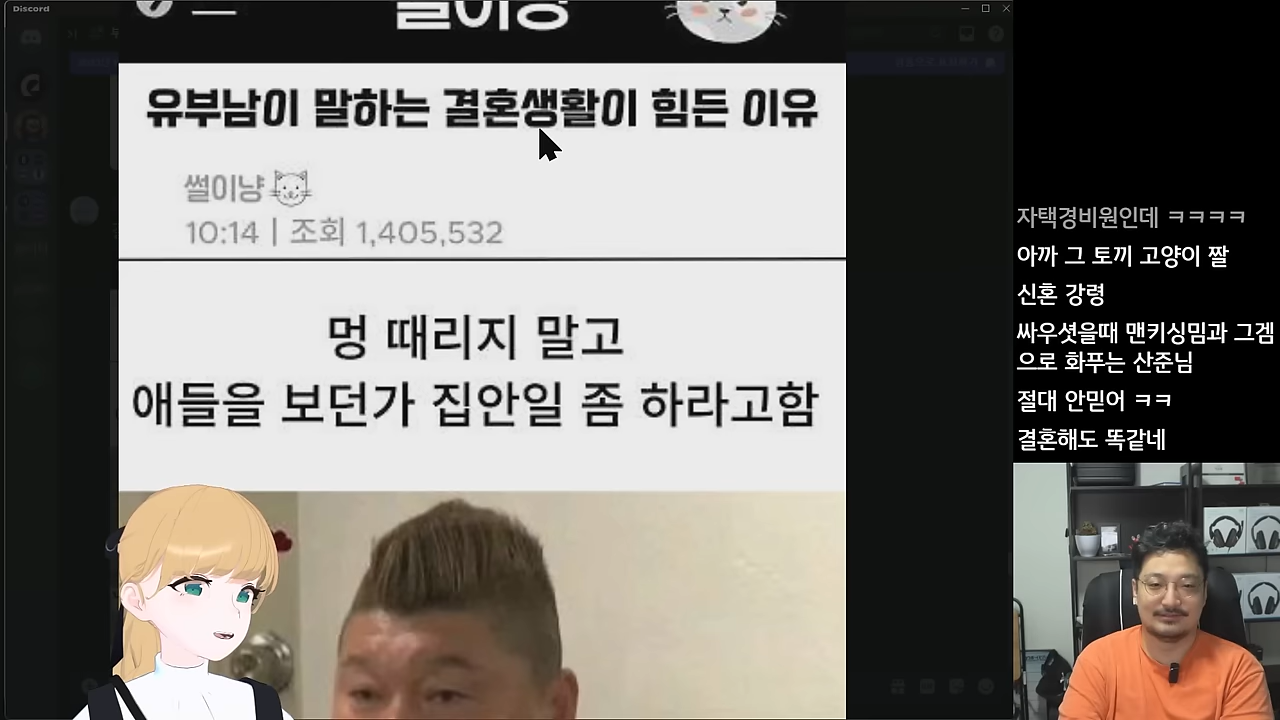 Discord
썰이냥
유부남이 말하는 결혼생활이 힘든 이유
썰이냥
10:14 | 조회 1,405,532
멍 때리지 말고
애들을 보던가 집안일 좀 하라고함
자택경비원인데 ㅋㅋㅋㅋ
아까 그 토끼 고양이 짤
신혼 강령
싸우셧을때 맨키싱밈과 그겜
으로 화푸는 산준님
절대 안믿어 ㅋㅋ
결혼해도 똑같네